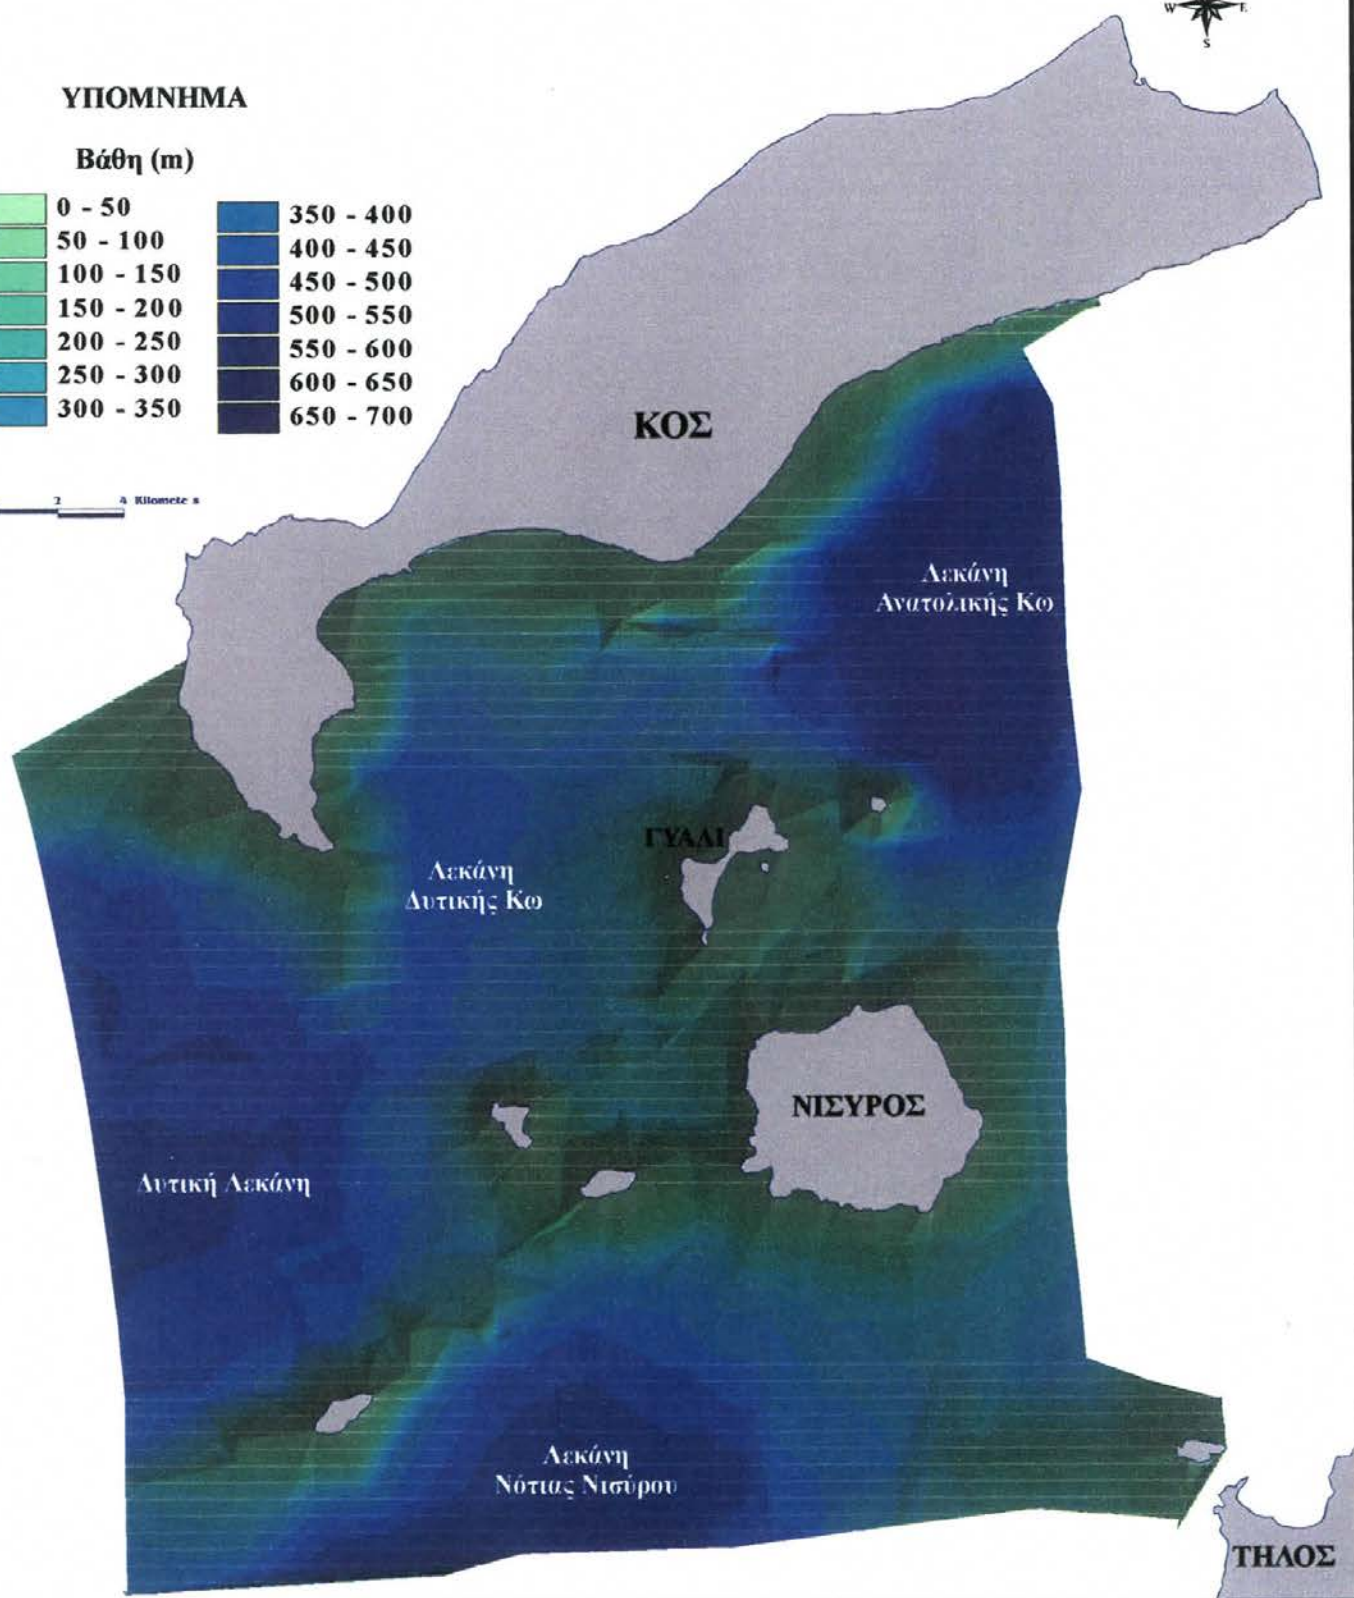 W E
S
ΥΠΟΜΝΗΜΑ
Βάθη (m)
0 - 50
50 - 100
100 - 150
150 - 200
200 - 250
250 - 300
300 - 350
350 - 400
400 - 450
450 - 500
500 - 550
550 - 600
600 - 650
650 - 700
2 4 Kilomete s
ΚΟΣ
Λεκάνη
Ανατολικής Κω
ΓΥΑΛΙ
Λεκάνη
Δυτικής Κω
ΝΙΣΥΡΟΣ
Δυτική Λεκάνη
Λεκάνη
Νότιας Νισύρου
ΤΗΛΟΣ